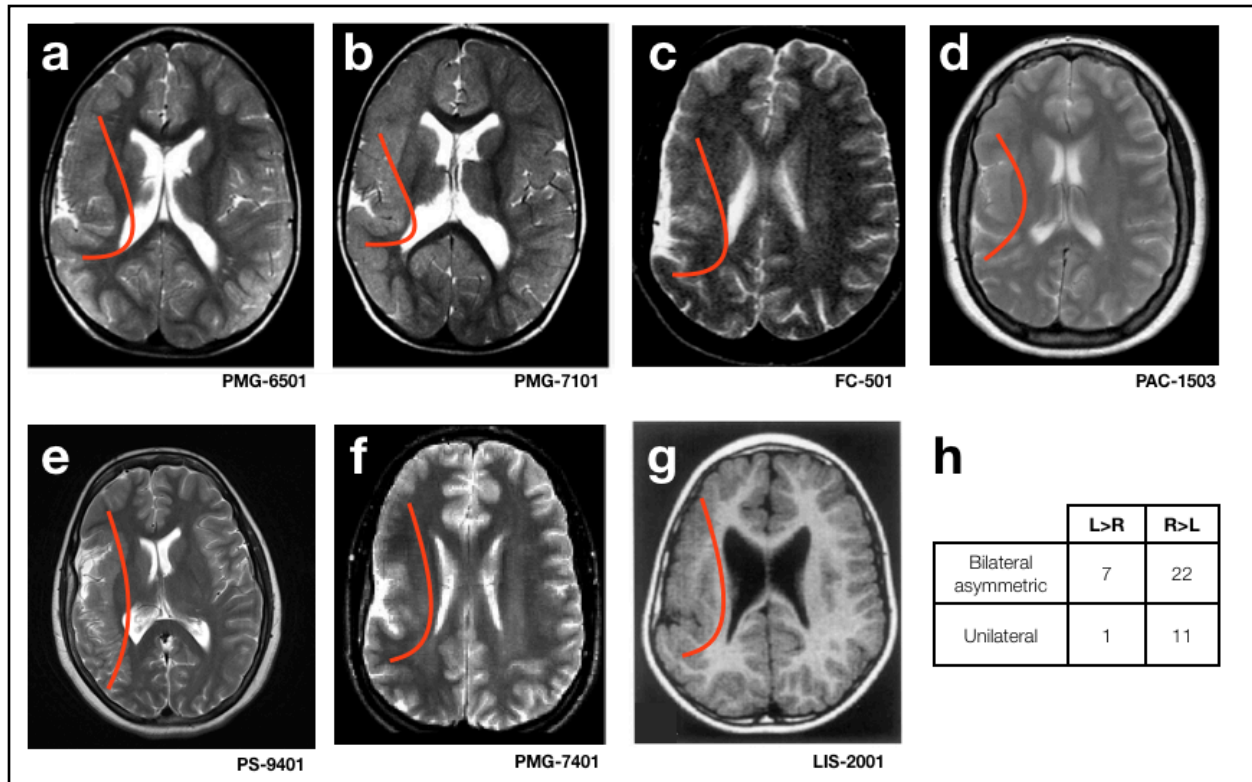 a
b
c
d
PMG-6501
PMG-7101
FC-501
PAC-1503
e
f
g
h
L>R R>L
Bilateral
asymmetric 7 22
Unilateral 1 11
PS-9401
PMG-7401
LIS-2001